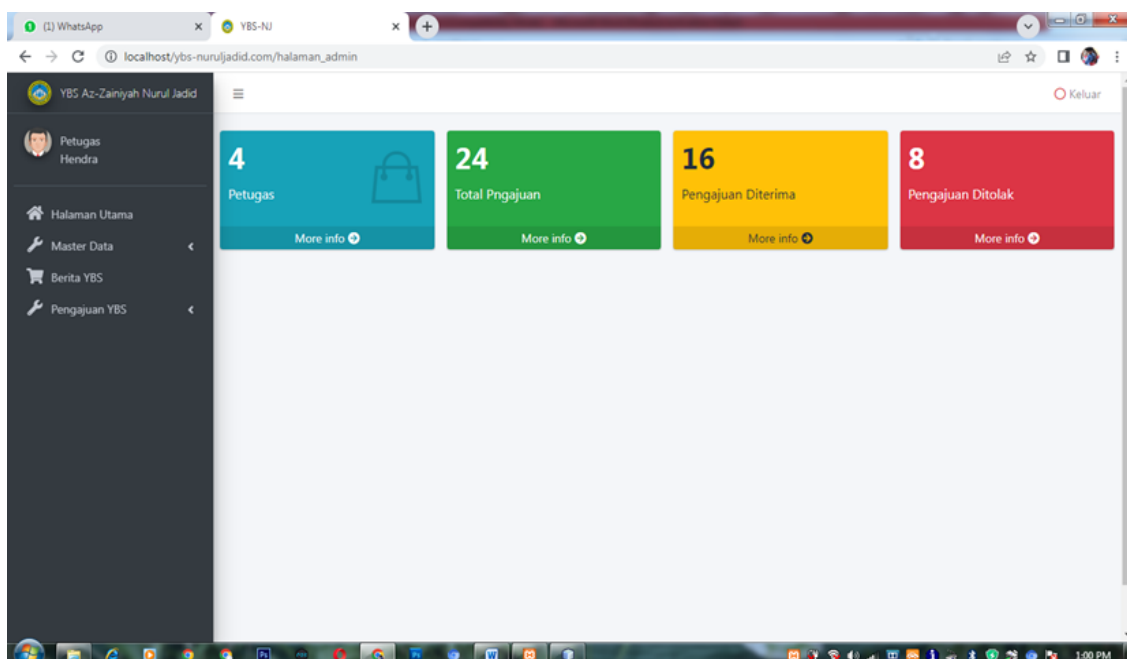 (1) WhatsApp
YBS-NJ
localhost/ybs-nuruljadid.com/halaman_admin
YBS Az-Zainiyah Nurul Jadid
Keluar
Petugas
Hendra
Halaman Utama
Master Data
Berita YBS
Pengajuan YBS
4
Petugas
More info
24
Total Pngajuan
More info
16
Pengajuan Diterima
More info
8
Pengajuan Ditolak
More info
1:00 PM